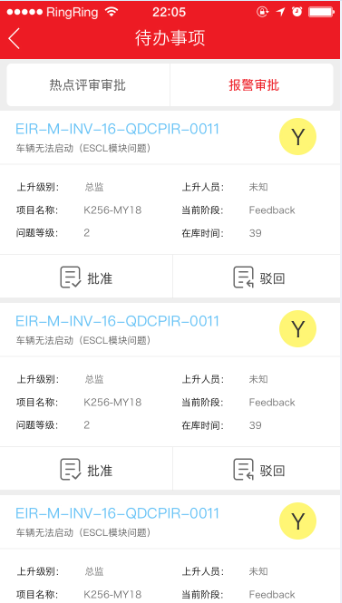 RingRing 22:05
待办事项
热点评审审批 报警审批
EIR-M-INV-16-QDCPIR-0011 Y
车辆无法启动（ESCL模块问题）
上升级别： 总监 上升人员： 未知
项目名称： K256-MY18 当前阶段： Feedback
问题等级： 2 在库时间： 39
批准 驳回
EIR-M-INV-16-QDCPIR-0011 Y
车辆无法启动（ESCL模块问题）
上升级别： 总监 上升人员： 未知
项目名称： K256-MY18 当前阶段： Feedback
问题等级： 2 在库时间： 39
批准 驳回
EIR-M-INV-16-QDCPIR-0011 Y
车辆无法启动（ESCL模块问题）
上升级别： 总监 上升人员： 未知
项目名称： K256-MY18 当前阶段： Feedback